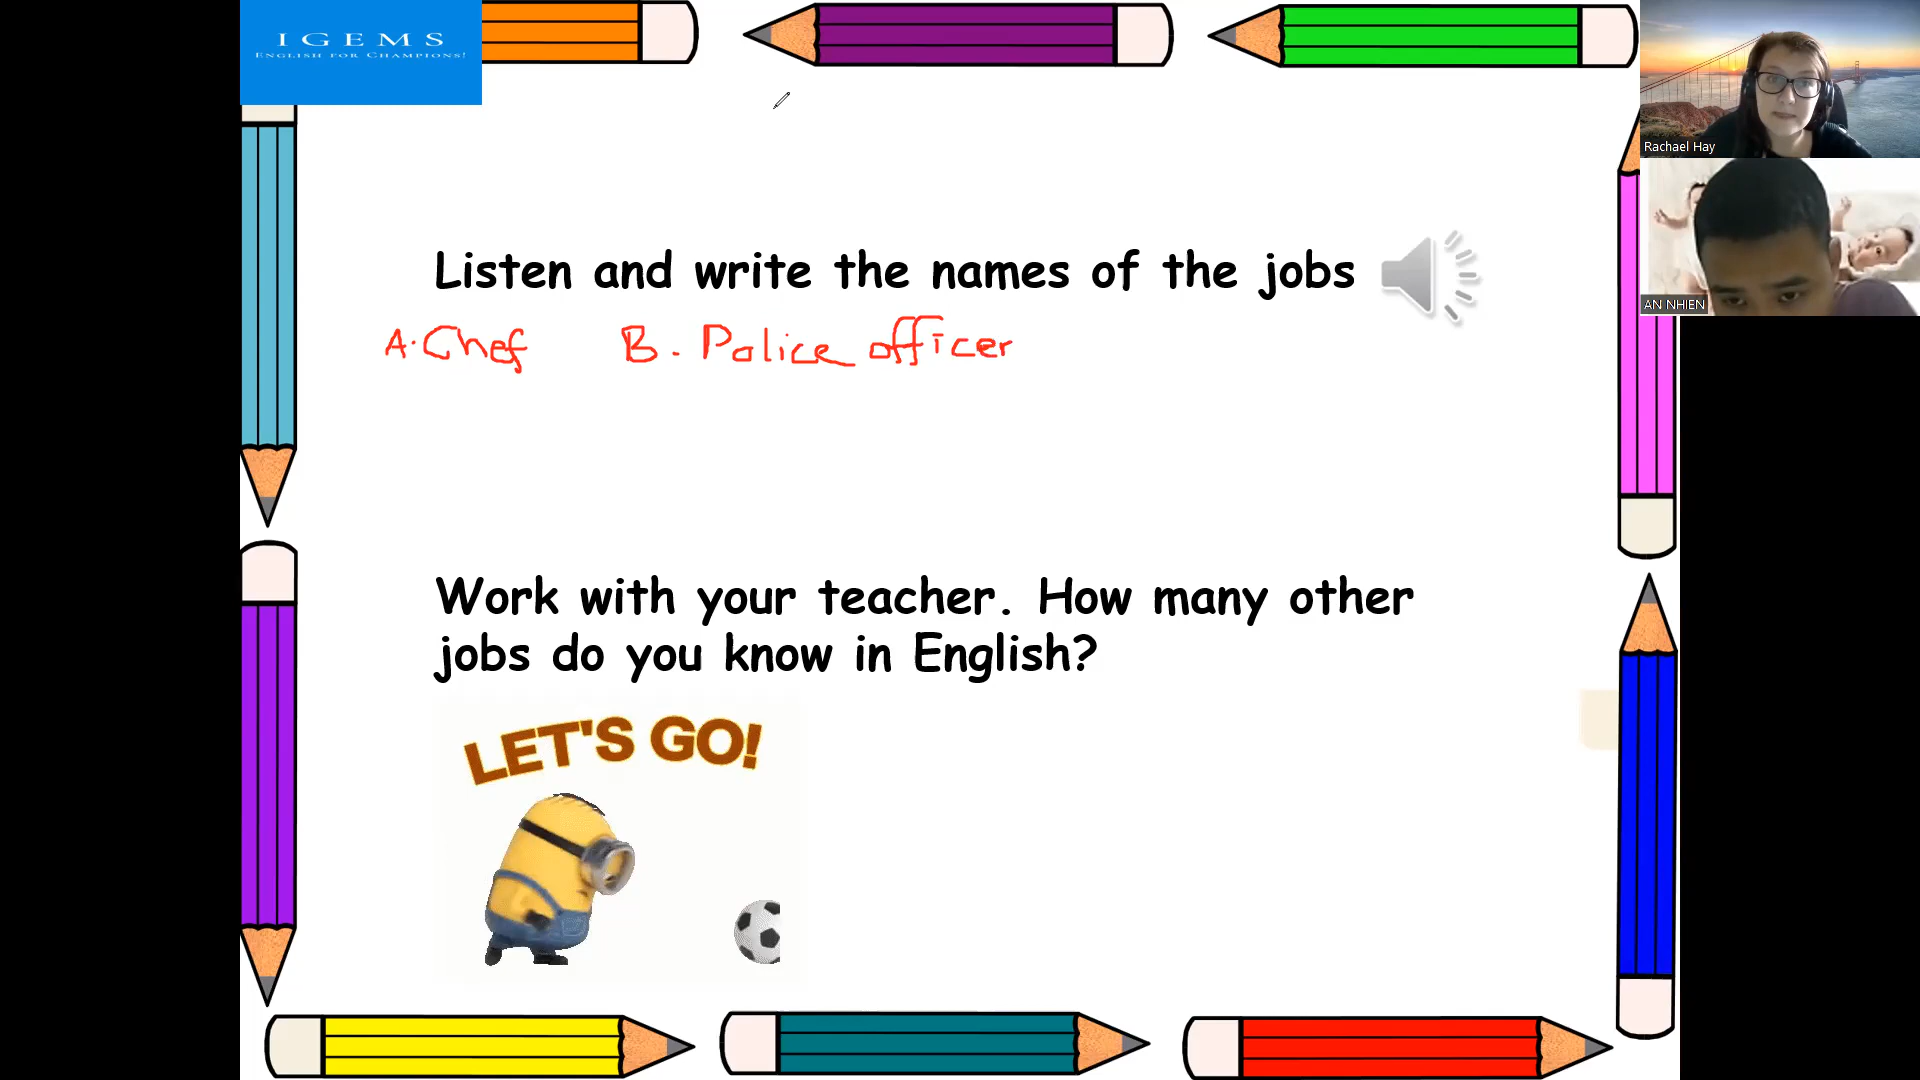 IGEMS
ENGLISH FOR CHAMPIONS!
Rachael Hay
AN NHIEN
Listen and write the names of the jobs
A. Chef B. Police officer
Work with your teacher. How many other
jobs do you know in English?
LET'S GO!